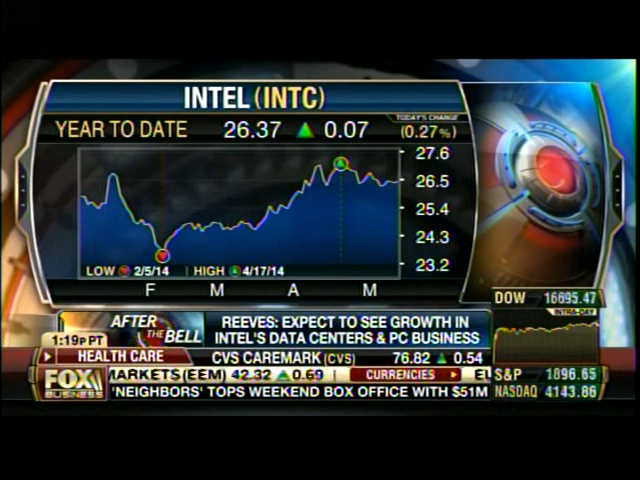 INTEL (INTC)
YEAR TO DATE 26.37 ▲ 0.07 TODAY'S CHANGE (0.27%)
27.6
26.5
25.4
24.3
23.2
LOW 2/5/14 | HIGH 4/17/14
F M A M
DOW 16695.47
INTRA-DAY
AFTER THE BELL
REEVES: EXPECT TO SEE GROWTH IN
INTEL'S DATA CENTERS & PC BUSINESS
1:19P PT
HEALTH CARE CVS CAREMARK (CVS) 76.82 ▲ 0.54
MARKETS (EEM) 42.32 ▲ 0.69 CURRENCIES
S&P 1896.65
FOX BUSINESS
'NEIGHBORS' TOPS WEEKEND BOX OFFICE WITH $51M
NASDAQ 4143.86